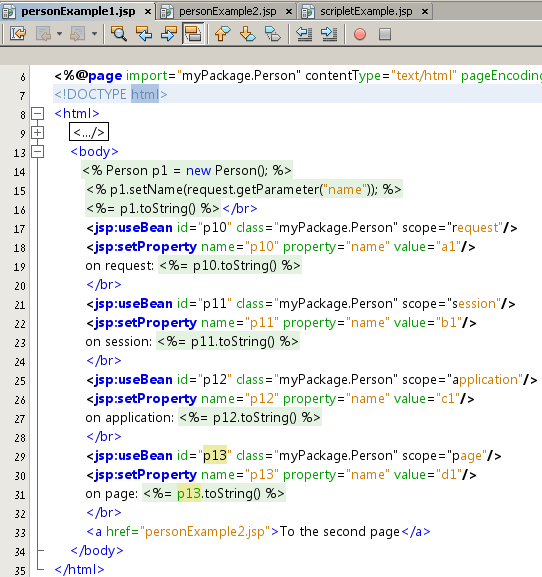 personExample1.jsp × personExample2.jsp × scripletExample.jsp ×
6 <%@page import="myPackage.Person" contentType="text/html" pageEncoding
7 <!DOCTYPE html>
8 <html>
9 <.../>
13 <body>
14 <% Person p1 = new Person(); %>
15 <% p1.setName(request.getParameter("name")); %>
16 <%= p1.toString() %></br>
17 <jsp:useBean id="p10" class="myPackage.Person" scope="request"/>
18 <jsp:setProperty name="p10" property="name" value="a1"/>
19 on request: <%= p10.toString() %>
20 </br>
21 <jsp:useBean id="p11" class="myPackage.Person" scope="session"/>
22 <jsp:setProperty name="p11" property="name" value="b1"/>
23 on session: <%= p11.toString() %>
24 </br>
25 <jsp:useBean id="p12" class="myPackage.Person" scope="application"/>
26 <jsp:setProperty name="p12" property="name" value="c1"/>
27 on application: <%= p12.toString() %>
28 </br>
29 <jsp:useBean id="p13" class="myPackage.Person" scope="page"/>
30 <jsp:setProperty name="p13" property="name" value="d1"/>
31 on page: <%= p13.toString() %>
32 </br>
33 <a href="personExample2.jsp">To the second page</a>
34 </body>
35 </html>